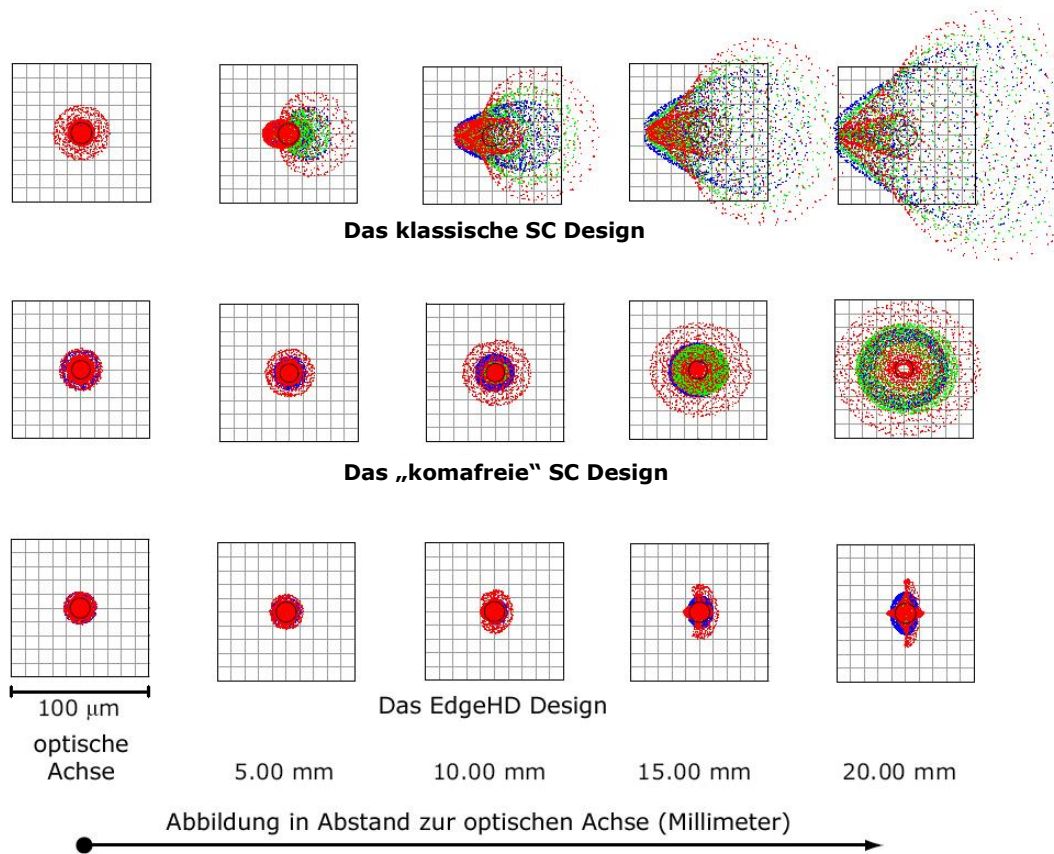 Das klassische SC Design
Das „komafreie“ SC Design
100 μm
Das EdgeHD Design
optische
Achse
5.00 mm
10.00 mm
15.00 mm
20.00 mm
Abbildung in Abstand zur optischen Achse (Millimeter)